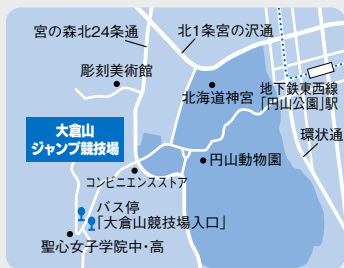 宮の森北24条通
北1条宮の沢通
彫刻美術館
北海道神宮
地下鉄東西線
「円山公園」駅
大倉山
ジャンプ競技場
環状通
円山動物園
コンビニエンスストア
バス停
「大倉山競技場入口」
聖心女子学院中・高